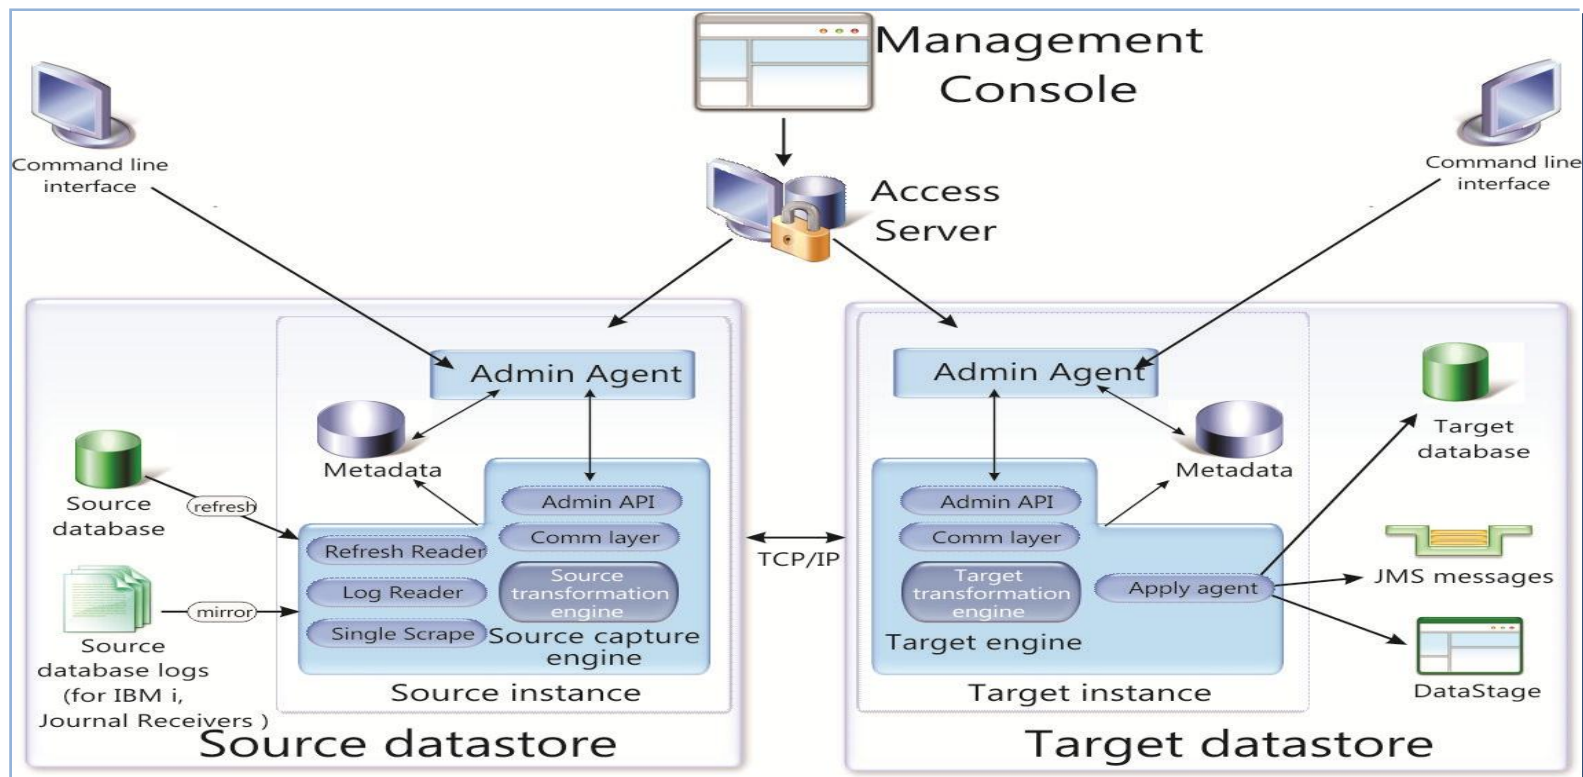 Management
Console
Command line
interface
Command line
interface
Access
Server
Admin Agent
Metadata
Source
database
refresh
Admin API
Comm layer
Refresh Reader
Source
transformation
engine
Log Reader
mirror
Single Scrape
Source capture
engine
Source
database logs
(for IBM i,
Journal Receivers )
Source instance
Source datastore
TCP/IP
Admin Agent
Metadata
Admin API
Comm layer
Target
transformation
engine
Apply agent
Target engine
Target instance
Target
database
JMS messages
DataStage
Target datastore